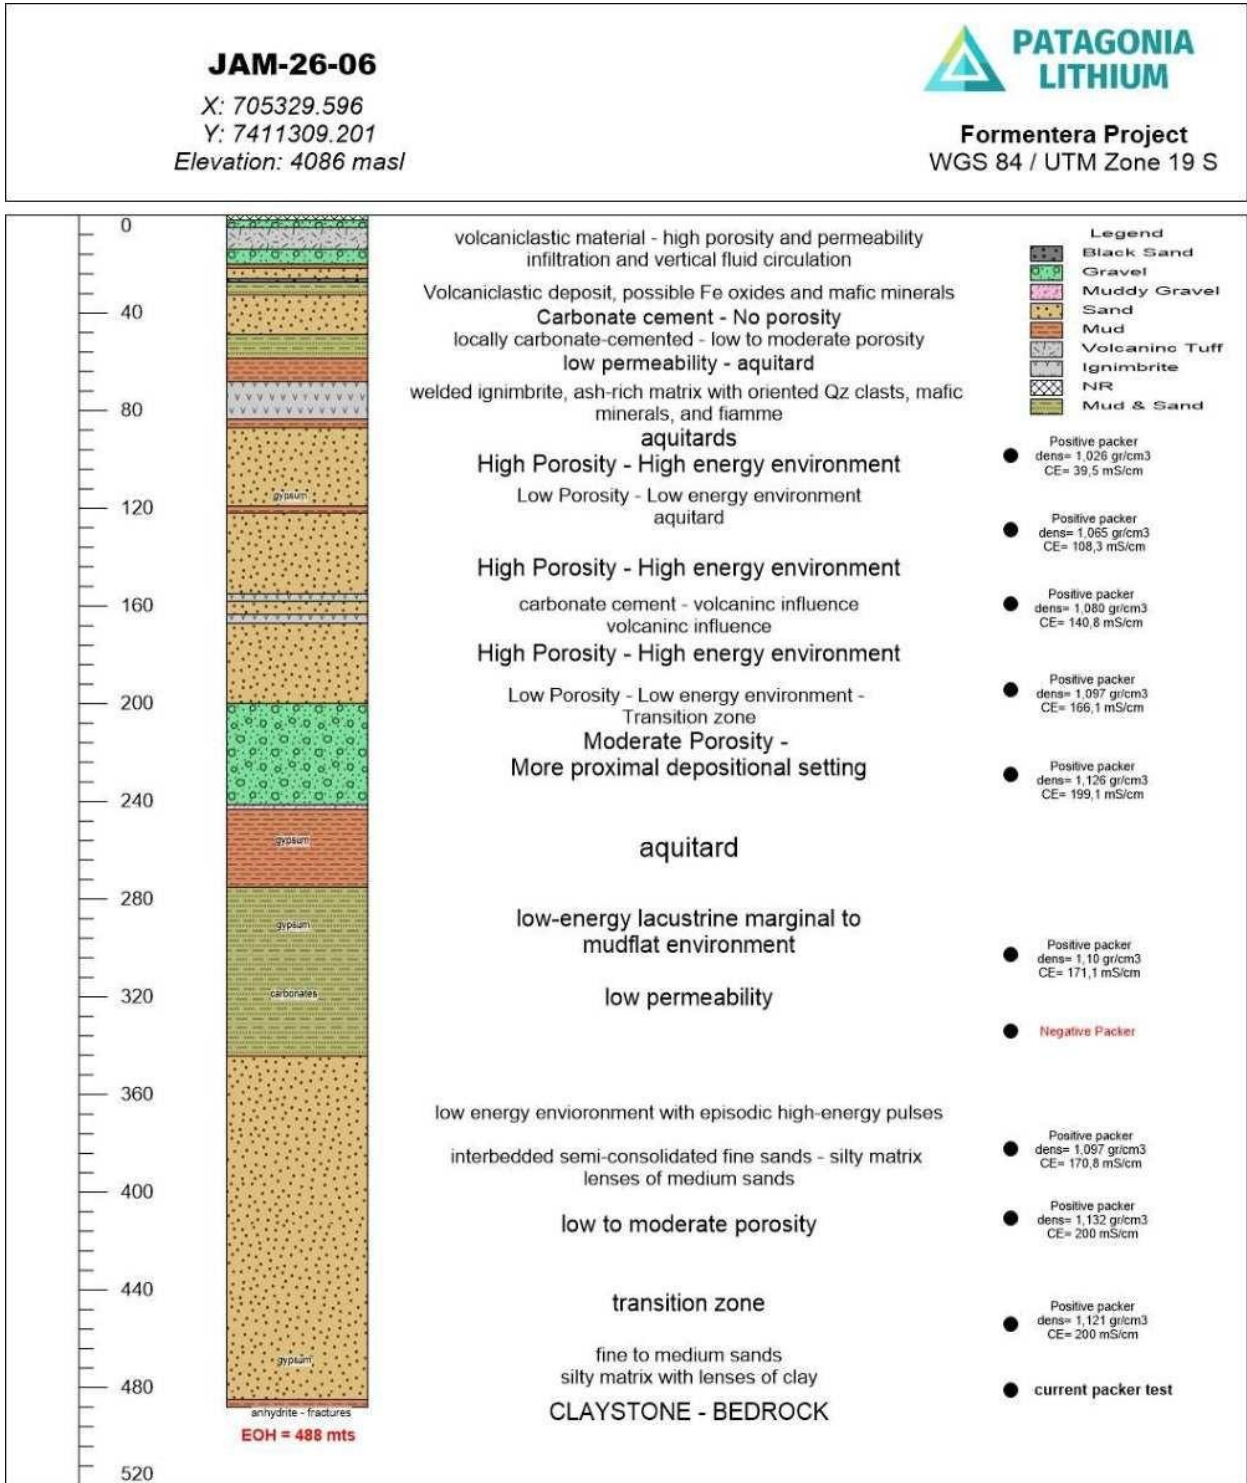 JAM-26-06
X: 705329.596
Y: 7411309.201
Elevation: 4086 masl
PATAGONIA
LITHIUM
Formentera Project
WGS 84 / UTM Zone 19 S
0
40
80
120
160
200
240
280
320
360
400
440
480
520
gypsum
gypsum
gypsum
carbonates
gypsum
anhydrite - fractures
EOH = 488 mts
volcaniclastic material - high porosity and permeability
infiltration and vertical fluid circulation
Volcaniclastic deposit, possible Fe oxides and mafic minerals
Carbonate cement - No porosity
locally carbonate-cemented - low to moderate porosity
low permeability - aquitard
welded ignimbrite, ash-rich matrix with oriented Qz clasts, mafic
minerals, and fiamme
aquitards
High Porosity - High energy environment
Low Porosity - Low energy environment
aquitard
High Porosity - High energy environment
carbonate cement - volcaninc influence
volcaninc influence
High Porosity - High energy environment
Low Porosity - Low energy environment -
Transition zone
Moderate Porosity -
More proximal depositional setting
aquitard
low-energy lacustrine marginal to
mudflat environment
low permeability
low energy envioronment with episodic high-energy pulses
interbedded semi-consolidated fine sands - silty matrix
lenses of medium sands
low to moderate porosity
transition zone
fine to medium sands
silty matrix with lenses of clay
CLAYSTONE - BEDROCK
Legend
Black Sand
Gravel
Muddy Gravel
Sand
Mud
Volcaninc Tuff
Ignimbrite
NR
Mud & Sand
Positive packer
dens= 1,026 gr/cm3
CE= 39,5 mS/cm
Positive packer
dens= 1,065 gr/cm3
CE= 108,3 mS/cm
Positive packer
dens= 1,080 gr/cm3
CE= 140,8 mS/cm
Positive packer
dens= 1,097 gr/cm3
CE= 166,1 mS/cm
Positive packer
dens= 1,126 gr/cm3
CE= 199,1 mS/cm
Positive packer
dens= 1,10 gr/cm3
CE= 171,1 mS/cm
Negative Packer
Positive packer
dens= 1,097 gr/cm3
CE= 170,8 mS/cm
Positive packer
dens= 1,132 gr/cm3
CE= 200 mS/cm
Positive packer
dens= 1,121 gr/cm3
CE= 200 mS/cm
current packer test